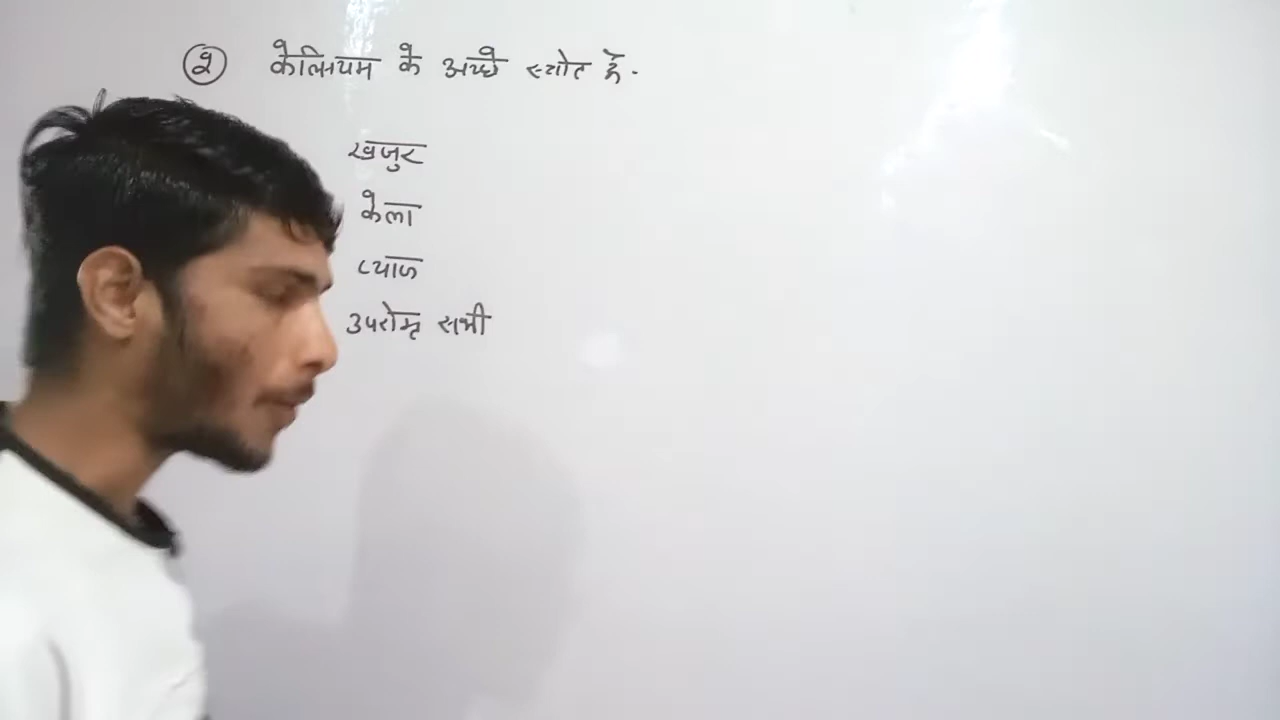 ② केल्सियम के अच्छे स्त्रोत है -
खजुर
केला
प्याज
उपरोक्त सभी